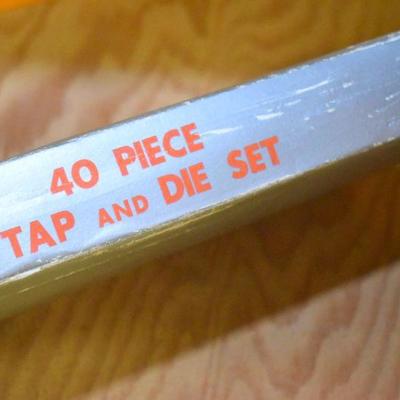 40 PIECE
TAP AND DIE SET